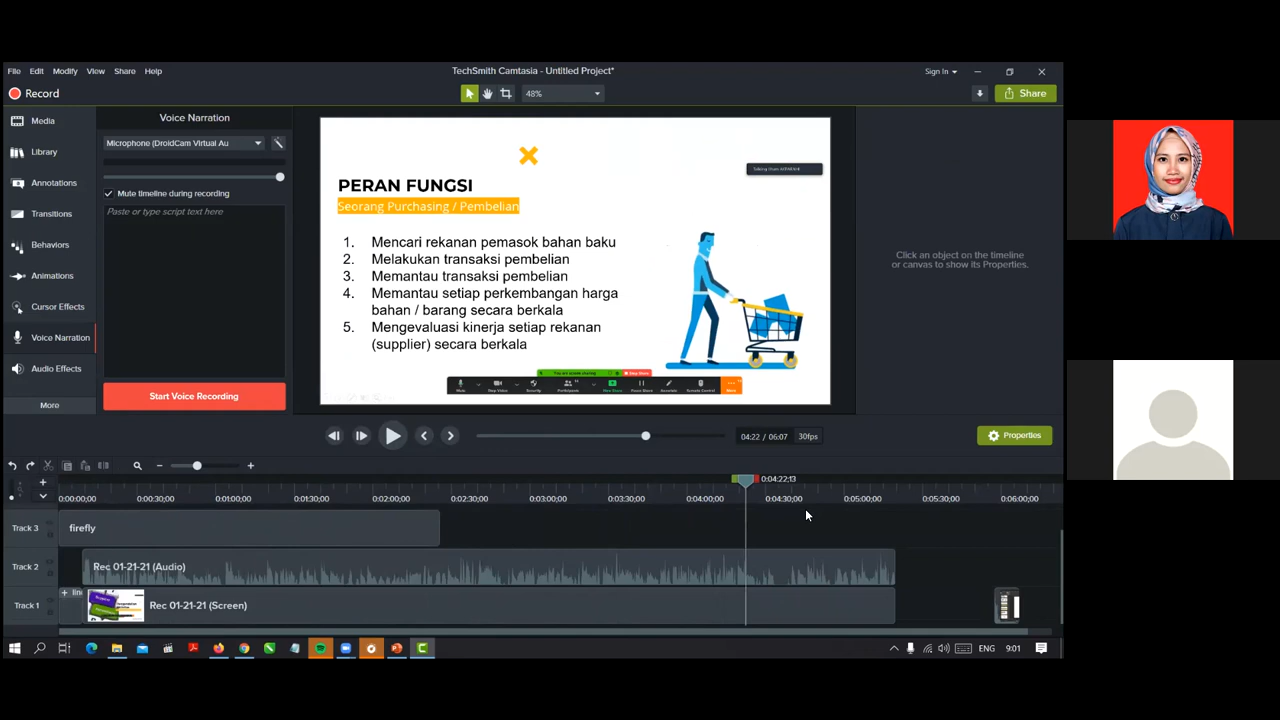 File Edit Modify View Share Help
TechSmith Camtasia - Untitled Project*
Sign In
Record
48%
Share
Media
Library
Annotations
Transitions
Behaviors
Animations
Cursor Effects
Voice Narration
Audio Effects
More
Voice Narration
Microphone (DroidCam Virtual Au
Mute timeline during recording
Paste or type script text here
Start Voice Recording
PERAN FUNGSI
Seorang Purchasing / Pembelian
1. Mencari rekanan pemasok bahan baku
2. Melakukan transaksi pembelian
3. Memantau transaksi pembelian
4. Memantau setiap perkembangan harga
bahan / barang secara berkala
5. Mengevaluasi kinerja setiap rekanan
(supplier) secara berkala
Click an object on the timeline
or canvas to show its Properties.
04:22 / 06:07 30fps
Properties
0:04:22;13
0:00:00;00 0:00:30;00 0:01:00;00 0:01:30;00 0:02:00;00 0:02:30;00 0:03:00;00 0:03:30;00 0:04:00;00 0:04:30;00 0:05:00;00 0:05:30;00 0:06:00;00
Track 3 firefly
Track 2 Rec 01-21-21 (Audio)
Track 1 Rec 01-21-21 (Screen)
ENG 9:01